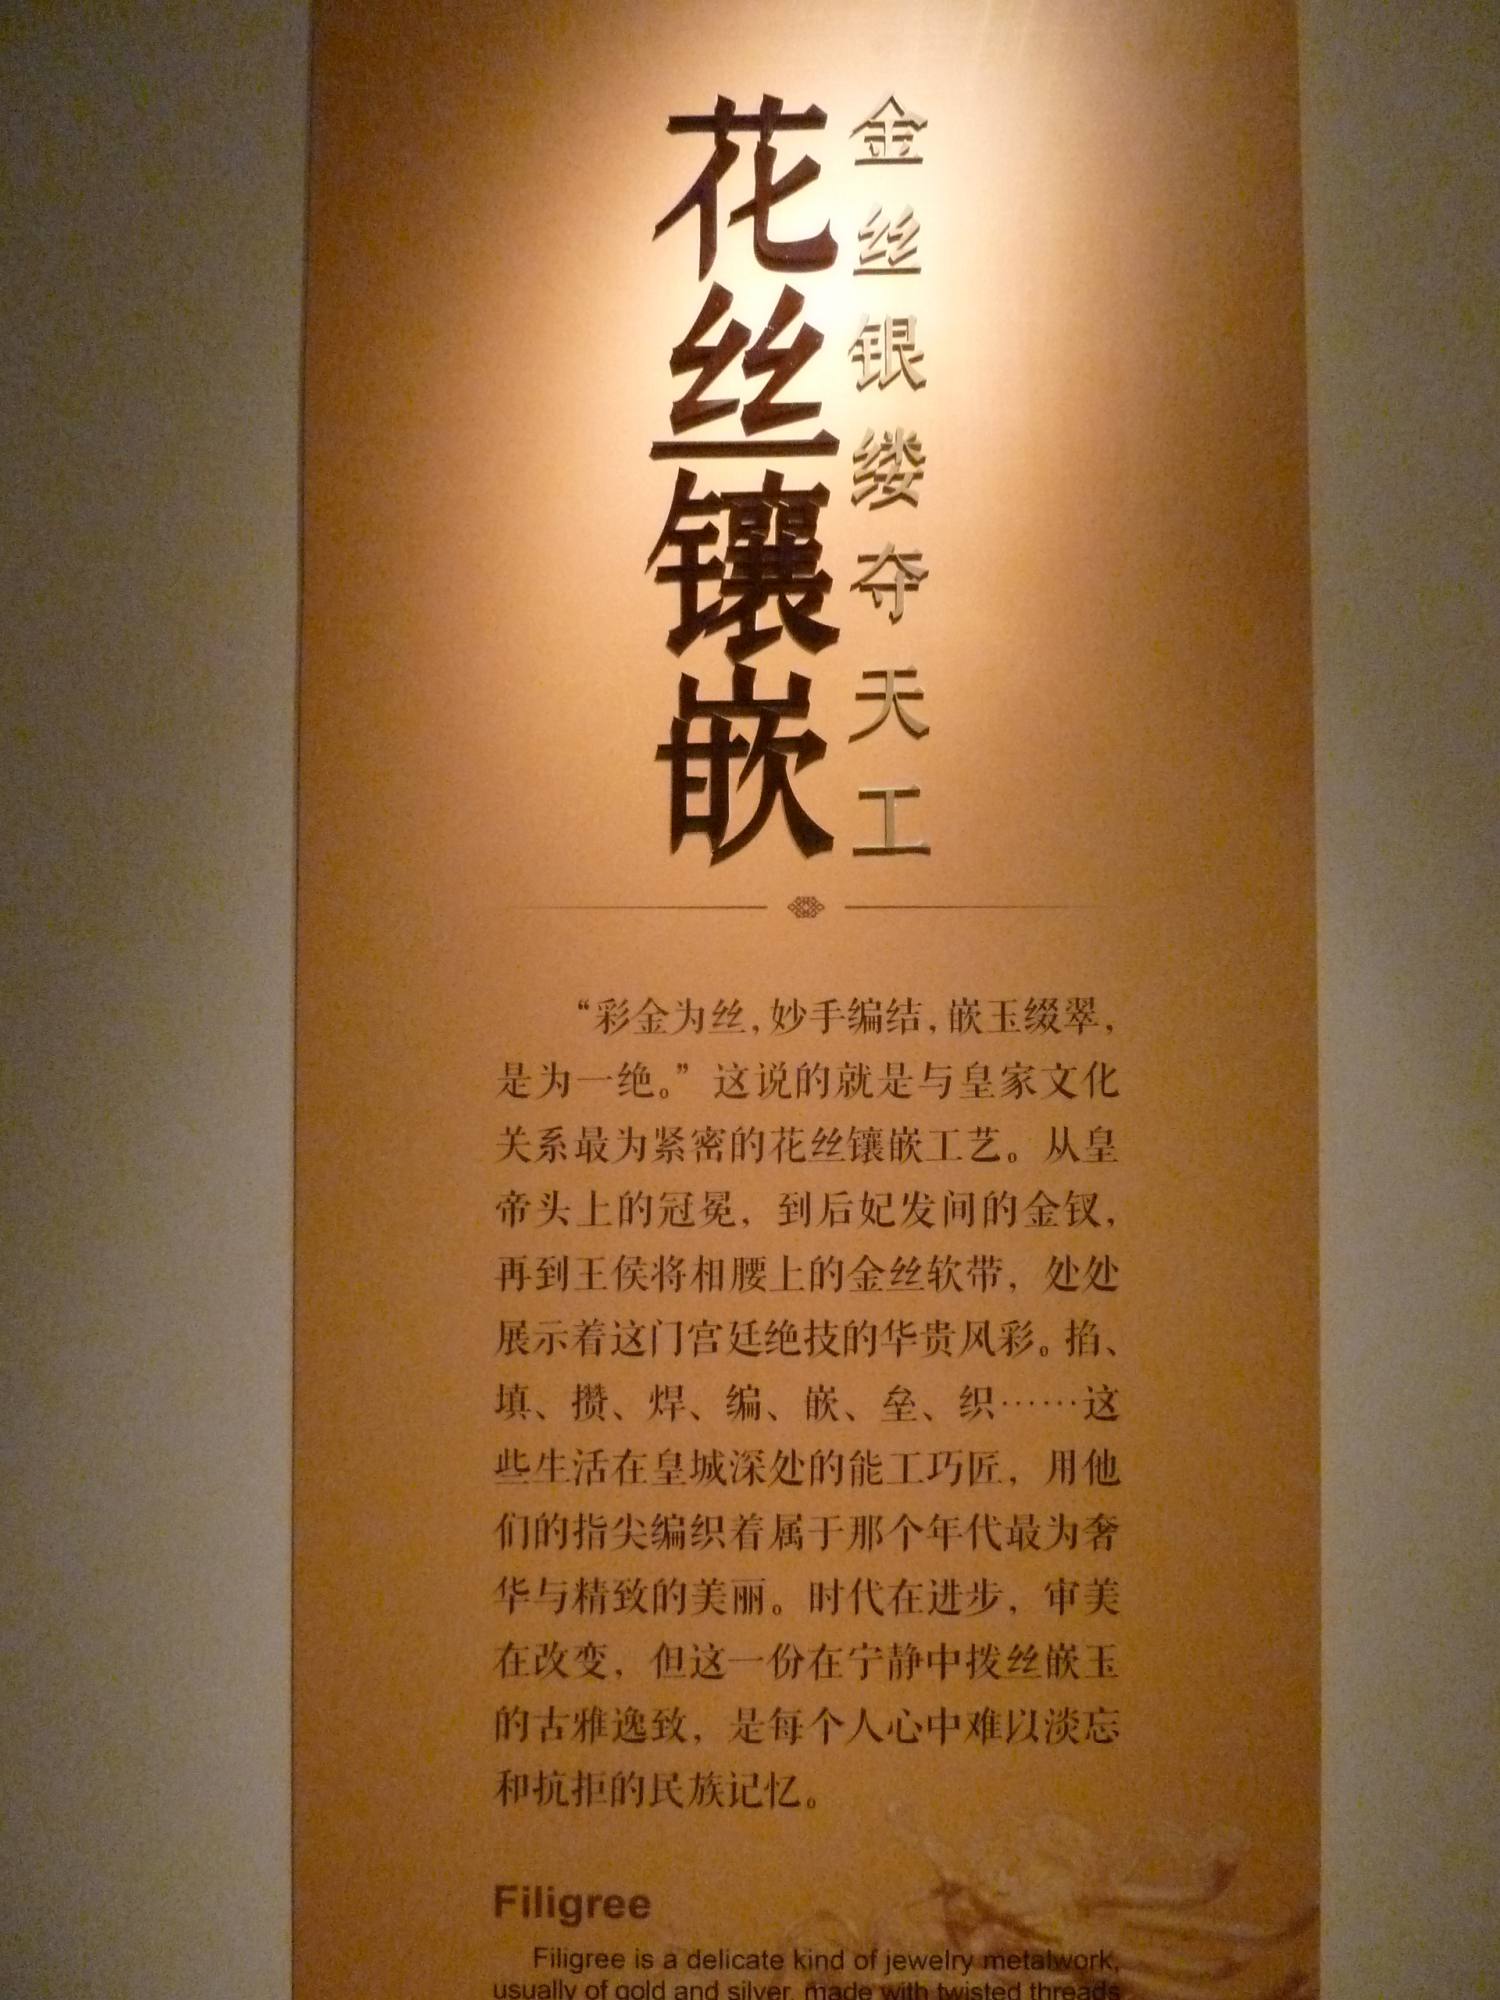 金丝银缕夺天工
花丝镶嵌
“彩金为丝，妙手编结，嵌玉缀翠，
是为一绝。”这说的就是与皇家文化
关系最为紧密的花丝镶嵌工艺。从皇
帝头上的冠冕，到后妃发间的金钗，
再到王侯将相腰上的金丝软带，处处
展示着这门宫廷绝技的华贵风彩。掐、
填、攒、焊、编、嵌、垒、织……这
些生活在皇城深处的能工巧匠，用他
们的指尖编织着属于那个年代最为奢
华与精致的美丽。时代在进步，审美
在改变，但这一份在宁静中拨丝嵌玉
的古雅逸致，是每个人心中难以淡忘
和抗拒的民族记忆。
Filigree
Filigree is a delicate kind of jewelry metalwork,
usually of gold and silver, made with twisted threads